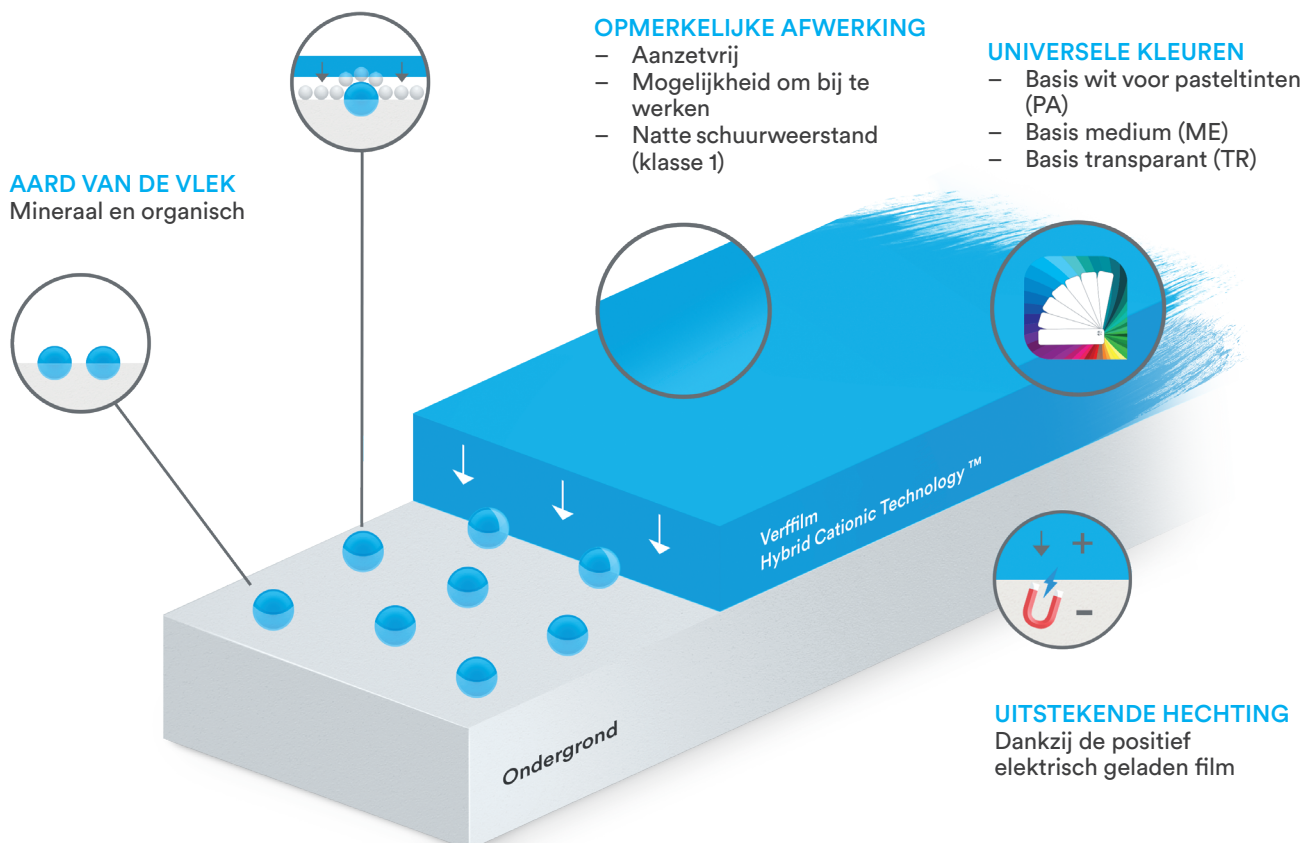 OPMERKELIJKE AFWERKING
– Aanzetvrij
– Mogelijkheid om bij te
werken
– Natte schuurweerstand
(klasse 1)
UNIVERSELE KLEUREN
– Basis wit voor pasteltinten
(PA)
– Basis medium (ME)
– Basis transparant (TR)
AARD VAN DE VLEK
Mineraal en organisch
Verffilm
Hybrid Cationic Technology ™
+
–
Ondergrond
UITSTEKENDE HECHTING
Dankzij de positief
elektrisch geladen film